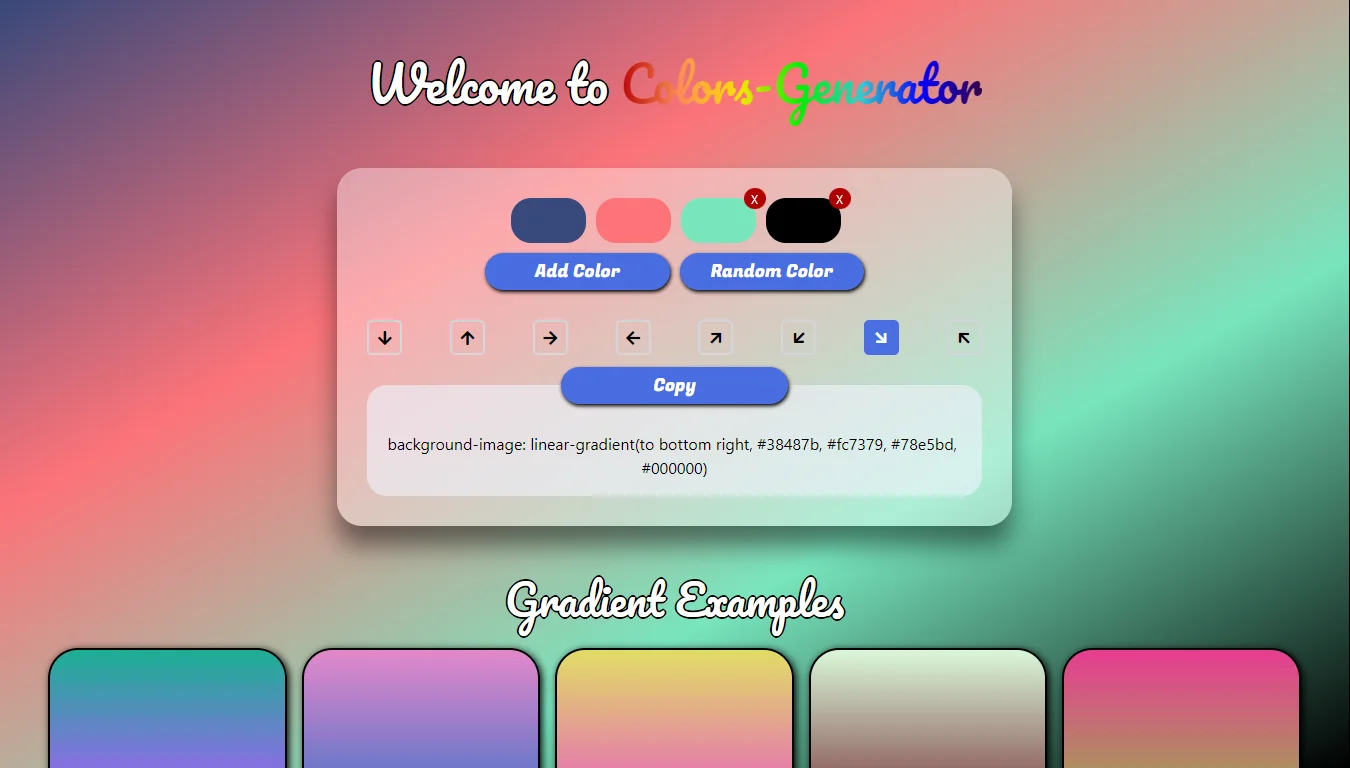 Welcome to Colors-Generator
X X
Add Color Random Color
Copy
background-image: linear-gradient(to bottom right, #38487b, #fc7379, #78e5bd,
#000000)
Gradient Examples